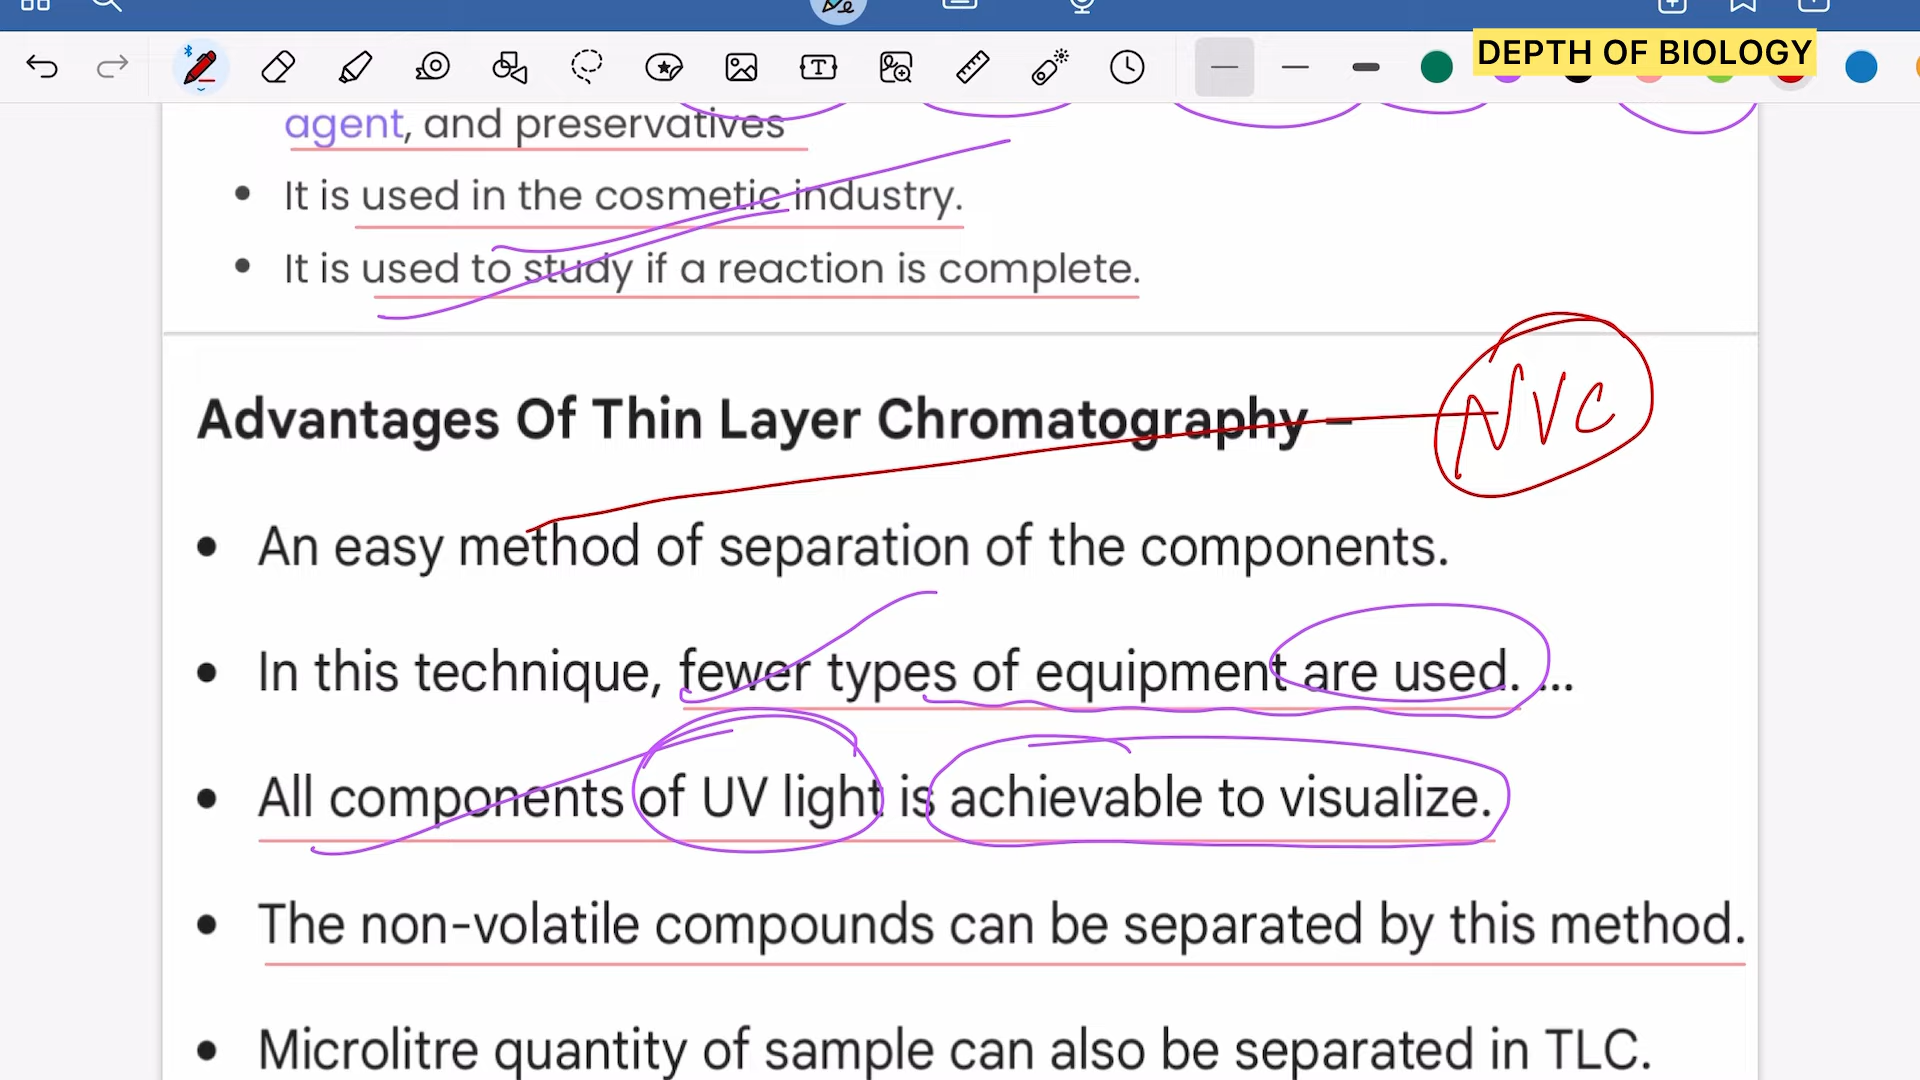 DEPTH OF BIOLOGY
agent, and preservatives
• It is used in the cosmetic industry.
• It is used to study if a reaction is complete.
Advantages Of Thin Layer Chromatography –
NVC
• An easy method of separation of the components.
• In this technique, fewer types of equipment are used. ...
• All components of UV light is achievable to visualize.
• The non-volatile compounds can be separated by this method.
• Microlitre quantity of sample can also be separated in TLC.